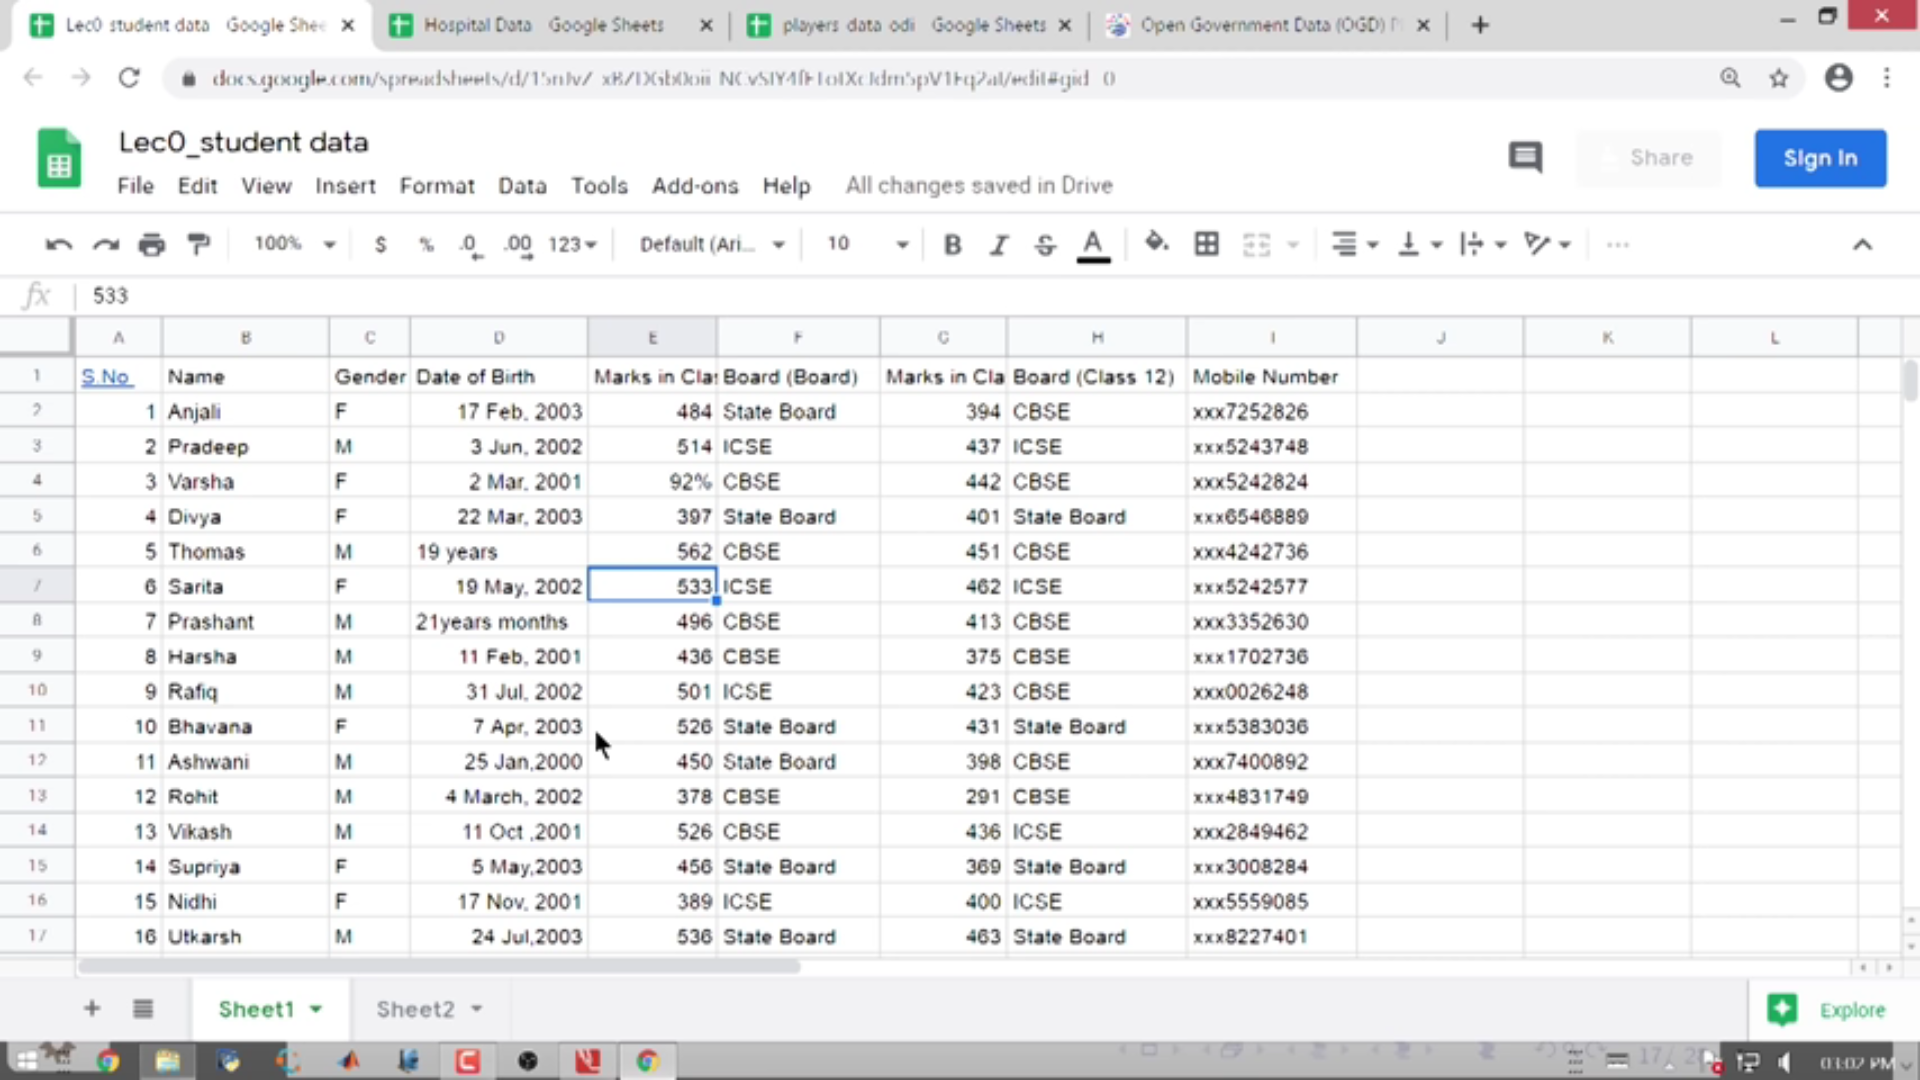 Lec0 student data Google Shee
Hospital Data Google Sheets
players data odi Google Sheets
Open Government Data (OGD) P
Lec0_student data
Share
Sign In
File Edit View Insert Format Data Tools Add-ons Help All changes saved in Drive
100% $ % .0 .00 123 Default (Ari... 10 B I S A
fx 533
A B C D E F G H I J K L
1 S.No Name Gender Date of Birth Marks in Clas Board (Board) Marks in Cla Board (Class 12) Mobile Number
2 1 Anjali F 17 Feb, 2003 484 State Board 394 CBSE xxx7252826
3 2 Pradeep M 3 Jun, 2002 514 ICSE 437 ICSE xxx5243748
4 3 Varsha F 2 Mar, 2001 92% CBSE 442 CBSE xxx5242824
5 4 Divya F 22 Mar, 2003 397 State Board 401 State Board xxx6546889
6 5 Thomas M 19 years 562 CBSE 451 CBSE xxx4242736
7 6 Sarita F 19 May, 2002 533 ICSE 462 ICSE xxx5242577
8 7 Prashant M 21years months 496 CBSE 413 CBSE xxx3352630
9 8 Harsha M 11 Feb, 2001 436 CBSE 375 CBSE xxx1702736
10 9 Rafiq M 31 Jul, 2002 501 ICSE 423 CBSE xxx0026248
11 10 Bhavana F 7 Apr, 2003 526 State Board 431 State Board xxx5383036
12 11 Ashwani M 25 Jan,2000 450 State Board 398 CBSE xxx7400892
13 12 Rohit M 4 March, 2002 378 CBSE 291 CBSE xxx4831749
14 13 Vikash M 11 Oct ,2001 526 CBSE 436 ICSE xxx2849462
15 14 Supriya F 5 May,2003 456 State Board 369 State Board xxx3008284
16 15 Nidhi F 17 Nov, 2001 389 ICSE 400 ICSE xxx5559085
17 16 Utkarsh M 24 Jul,2003 536 State Board 463 State Board xxx8227401
Sheet1 Sheet2
Explore
03:02 PM